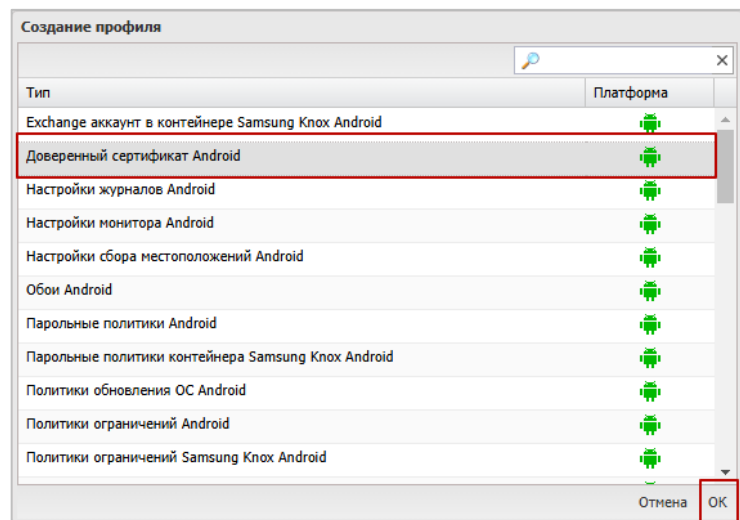 Создание профиля
Тип Платформа
Exchange аккаунт в контейнере Samsung Knox Android
Доверенный сертификат Android
Настройки журналов Android
Настройки монитора Android
Настройки сбора местоположений Android
Обои Android
Парольные политики Android
Парольные политики контейнера Samsung Knox Android
Политики обновления ОС Android
Политики ограничений Android
Политики ограничений Samsung Knox Android
Отмена ОК